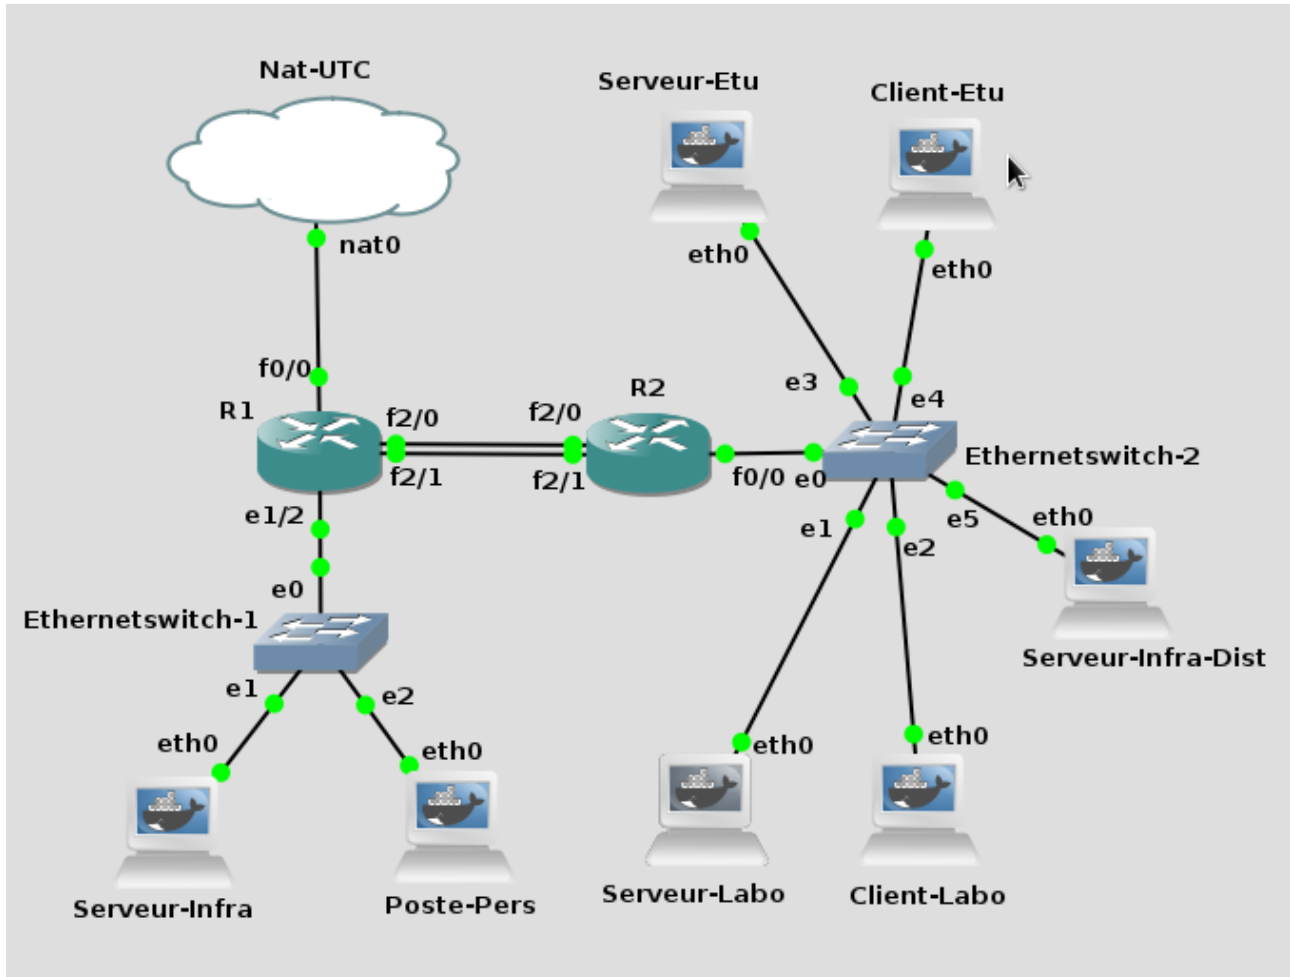 Nat-UTC
nat0
Serveur-Etu
eth0
Client-Etu
eth0
f0/0
R1
f2/0
f2/1
e1/2
R2
f2/0
f2/1
f0/0
e0
e3
e4
Ethernetswitch-2
e1
e2
e5
eth0
Serveur-Infra-Dist
e0
Ethernetswitch-1
e1
e2
eth0
eth0
Serveur-Infra
Poste-Pers
eth0
eth0
Serveur-Labo
Client-Labo